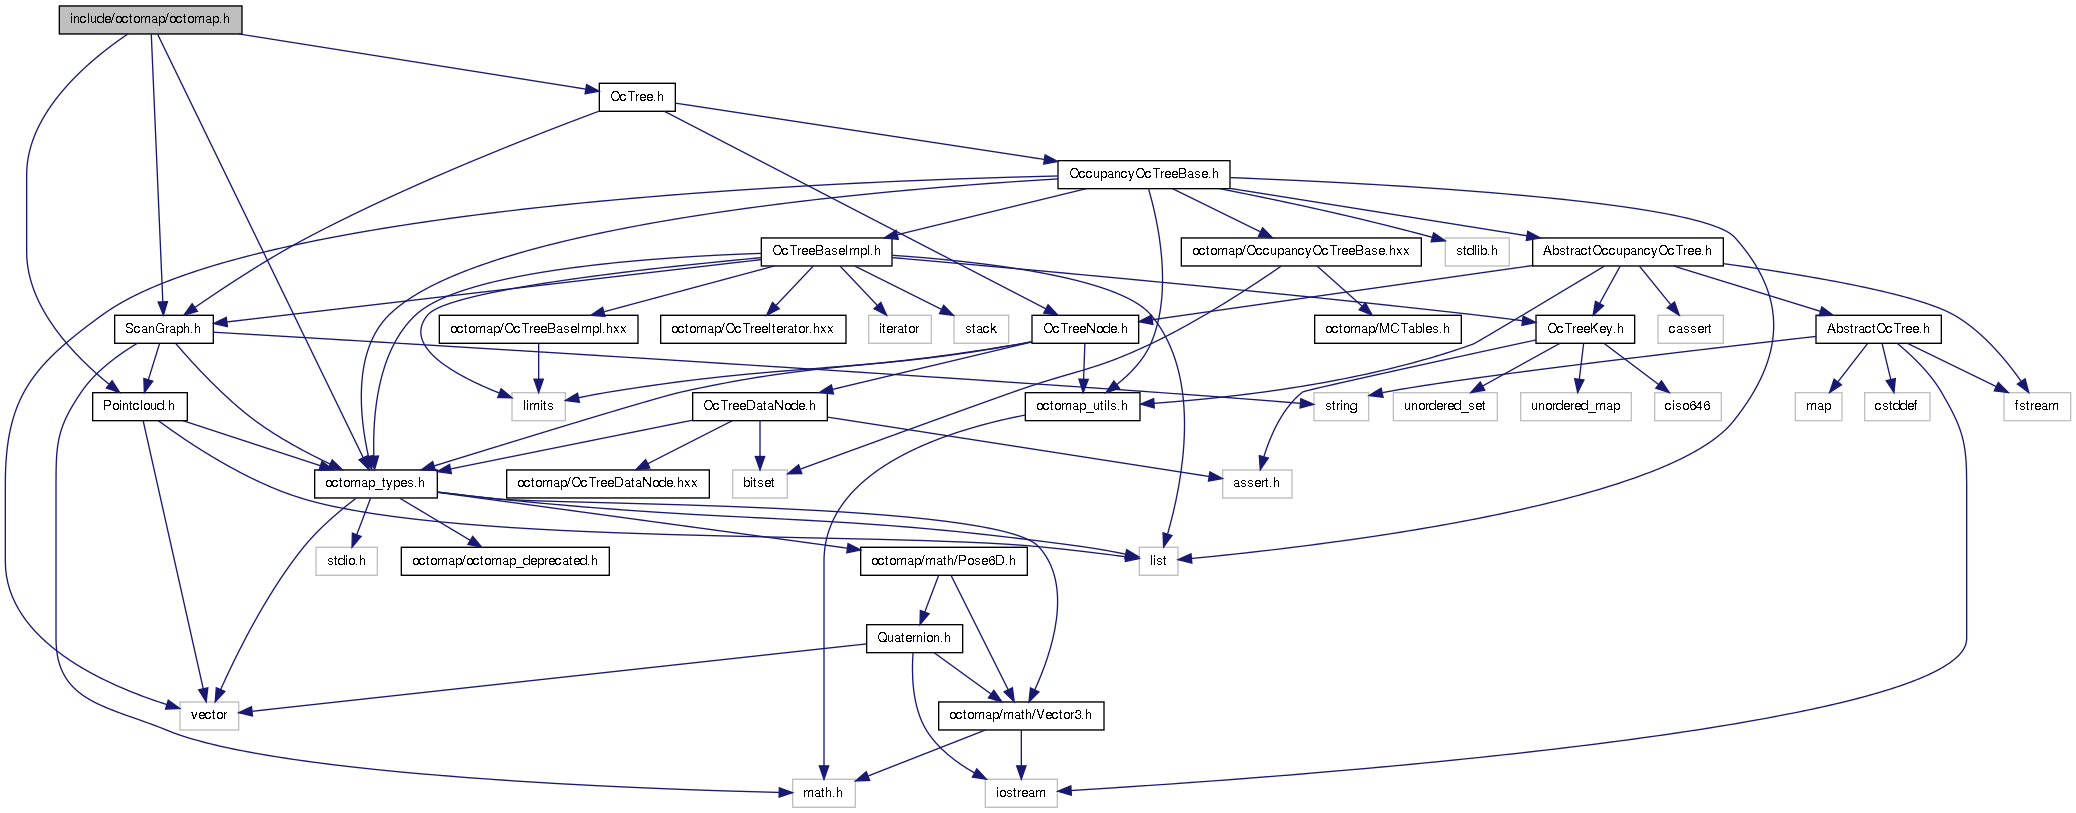 include/octomap/octomap.h
OcTree.h
OccupancyOcTreeBase.h
OcTreeBaseImpl.h
octomap/OccupancyOcTreeBase.hxx
stdlib.h
AbstractOccupancyOcTree.h
ScanGraph.h
octomap/OcTreeBaseImpl.hxx
octomap/OcTreeIterator.hxx
iterator
stack
OcTreeNode.h
octomap/MCTables.h
OcTreeKey.h
cassert
AbstractOcTree.h
Pointcloud.h
limits
OcTreeDataNode.h
octomap_utils.h
string
unordered_set
unordered_map
ciso646
map
cstddef
fstream
octomap_types.h
octomap/OcTreeDataNode.hxx
bitset
assert.h
stdio.h
octomap/octomap_deprecated.h
octomap/math/Pose6D.h
list
Quaternion.h
vector
octomap/math/Vector3.h
math.h
iostream